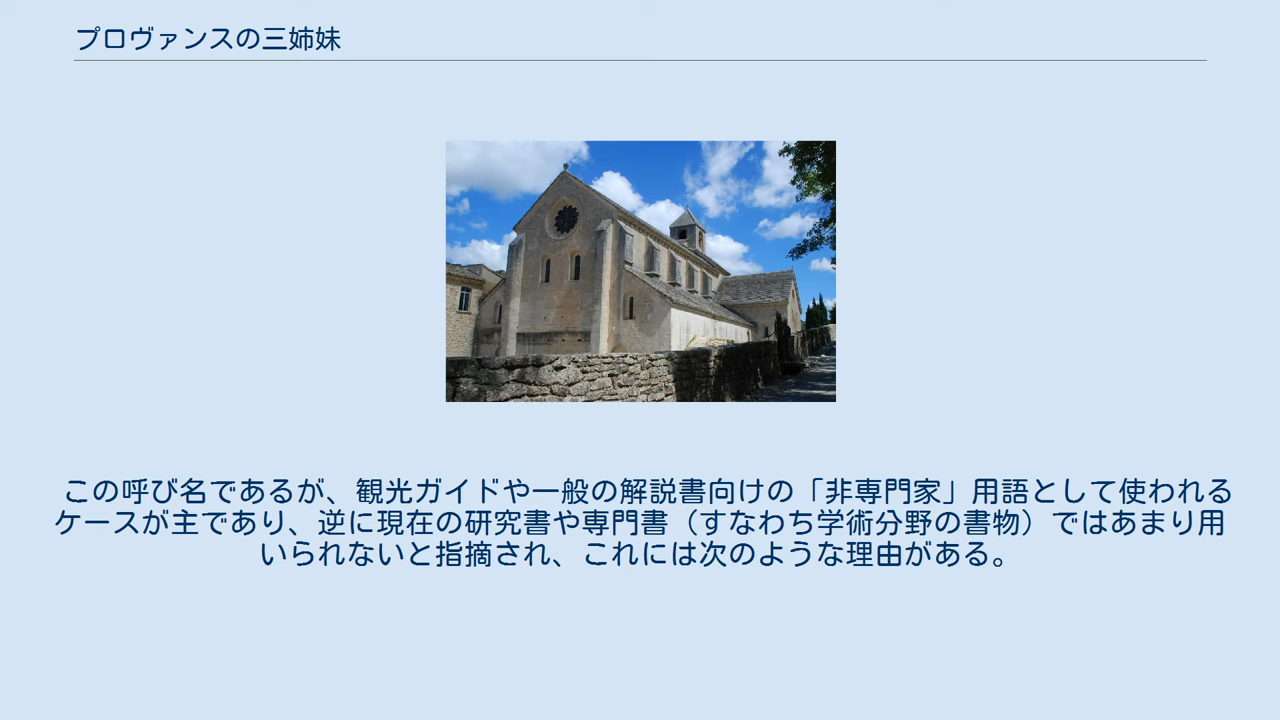 プロヴァンスの三姉妹
この呼び名であるが、観光ガイドや一般の解説書向けの「非専門家」用語として使われる
ケースが主であり、逆に現在の研究書や専門書（すなわち学術分野の書物）ではあまり用
いられないと指摘され、これには次のような理由がある。